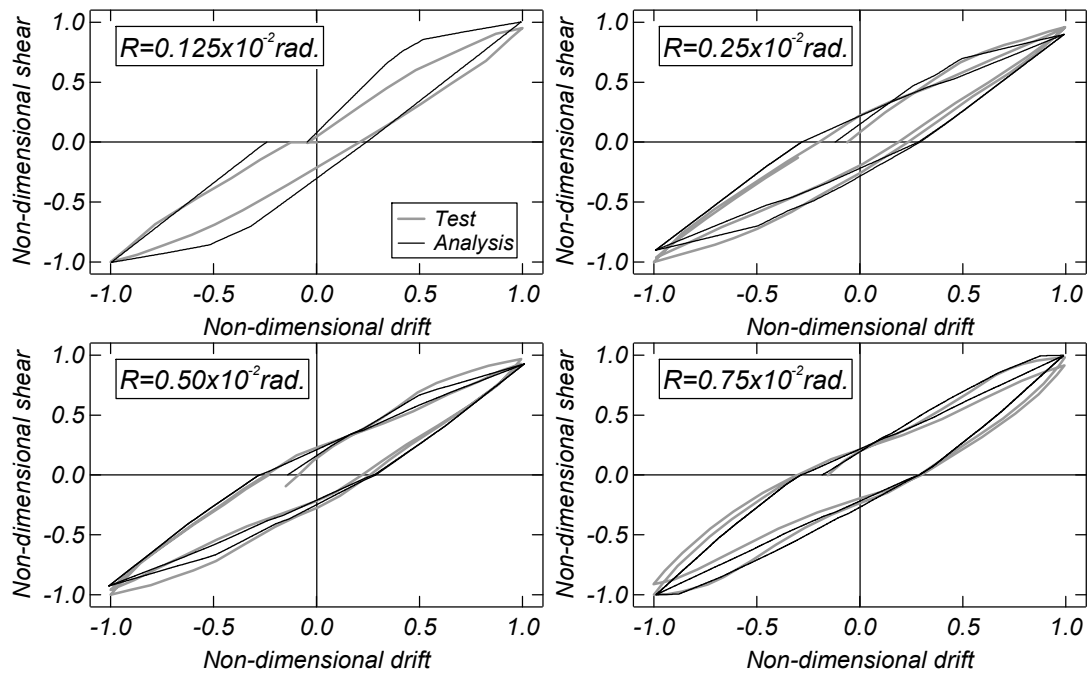 1.0
0.5
0.0
-0.5
-1.0
Non-dimensional shear
R=0.125x10-2rad.
Test
Analysis
-1.0 -0.5 0.0 0.5 1.0
Non-dimensional drift
1.0
0.5
0.0
-0.5
-1.0
Non-dimensional shear
R=0.25x10-2rad.
-1.0 -0.5 0.0 0.5 1.0
Non-dimensional drift
1.0
0.5
0.0
-0.5
-1.0
Non-dimensional shear
R=0.50x10-2rad.
-1.0 -0.5 0.0 0.5 1.0
Non-dimensional drift
1.0
0.5
0.0
-0.5
-1.0
Non-dimensional shear
R=0.75x10-2rad.
-1.0 -0.5 0.0 0.5 1.0
Non-dimensional drift